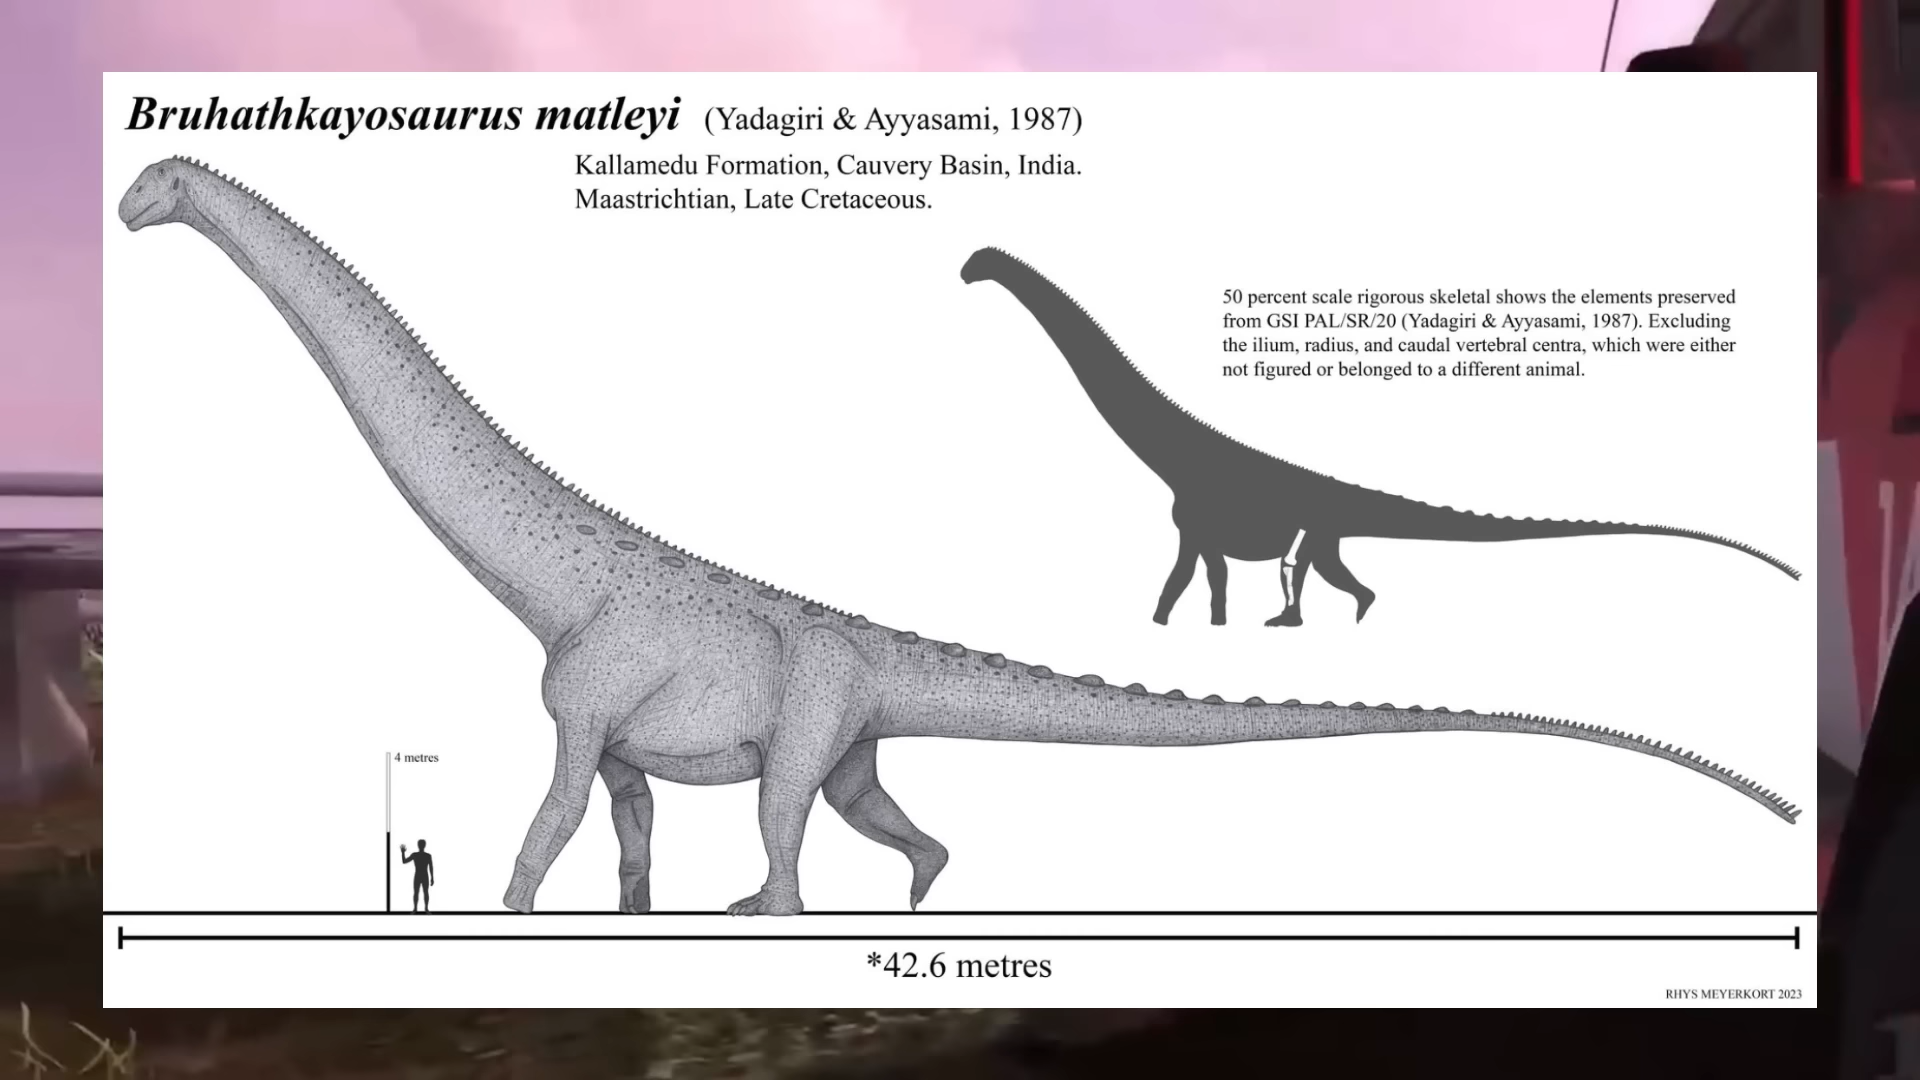 Bruhathkayosaurus matleyi (Yadagiri & Ayyasami, 1987)
Kallamedu Formation, Cauvery Basin, India.
Maastrichtian, Late Cretaceous.
50 percent scale rigorous skeletal shows the elements preserved
from GSI PAL/SR/20 (Yadagiri & Ayyasami, 1987). Excluding
the ilium, radius, and caudal vertebral centra, which were either
not figured or belonged to a different animal.
4 metres
*42.6 metres
RHYS MEYERKORT 2023